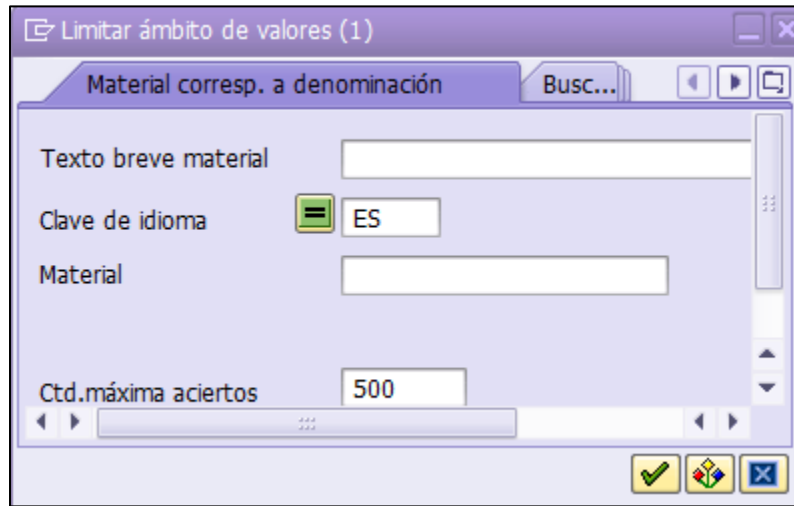 Limitar ámbito de valores (1)
Material corresp. a denominación Busc...
Texto breve material
Clave de idioma = ES
Material
Ctd.máxima aciertos 500